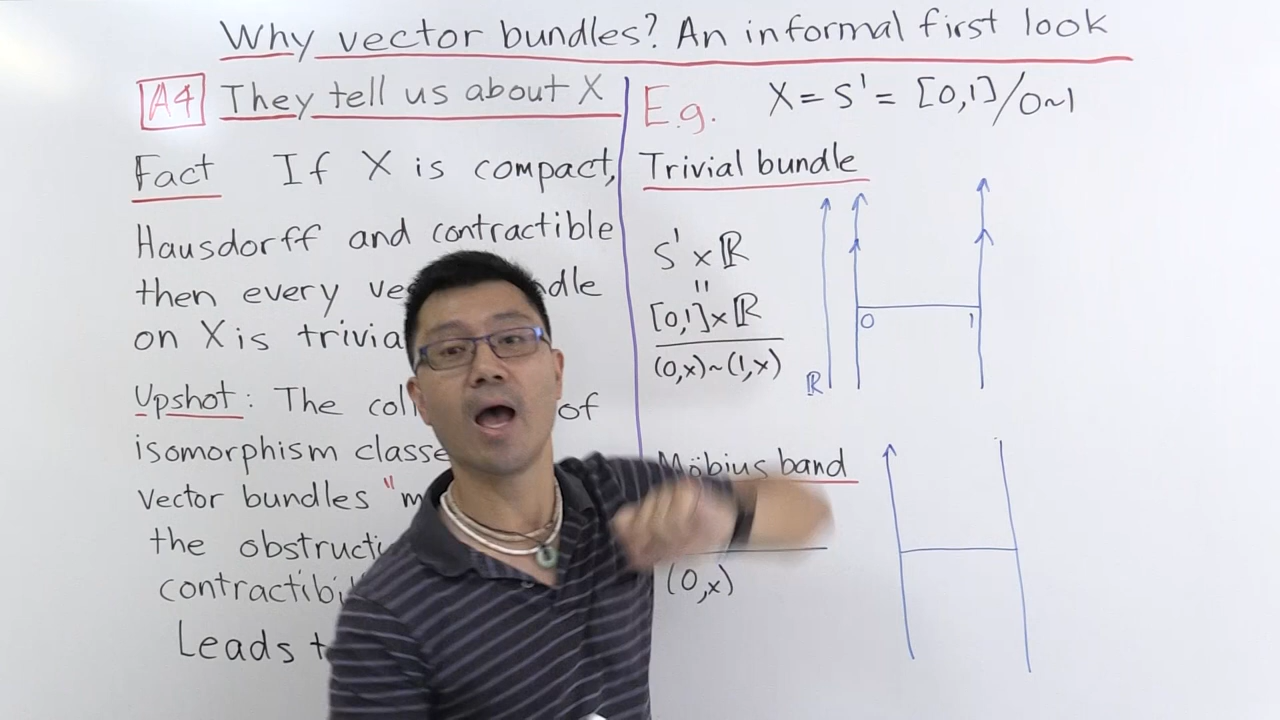 Why vector bundles? An informal first look
A4 They tell us about X
Fact If X is compact,
Hausdorff and contractible
then every ve dle
on X is trivia
Upshot: The coll of
isomorphism classe
vector bundles "m
the obstructi
contractibi
Leads t
E.g. X = S¹ = [0,1]/0~1
Trivial bundle
S¹ × ℝ
=
[0,1]×ℝ
(0,x)~(1,x)
ℝ
0 1
Möbius band
(0,x)